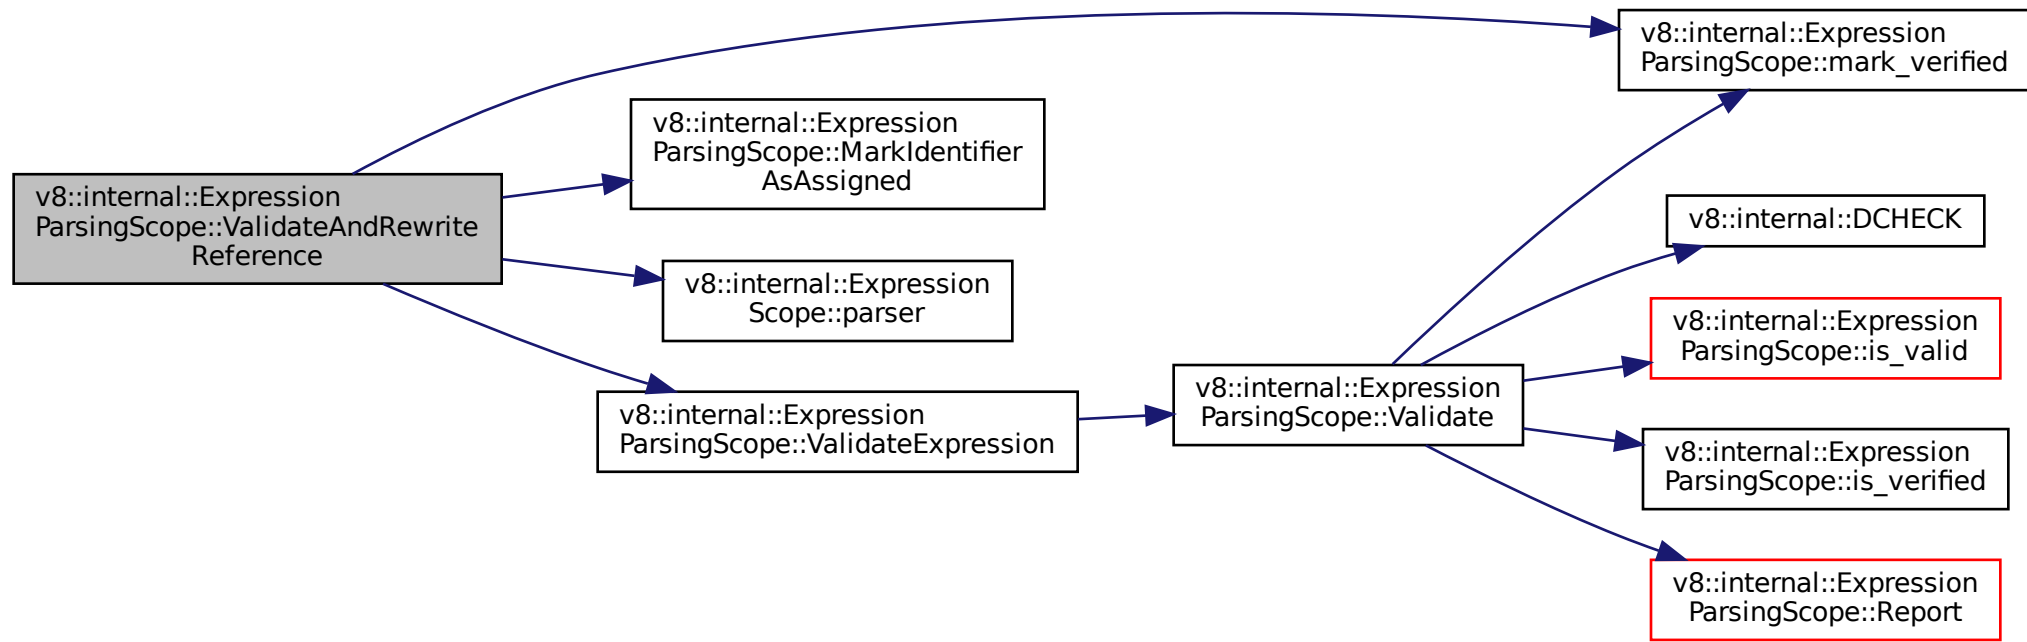 v8::internal::Expression
ParsingScope::ValidateAndRewrite
Reference
v8::internal::Expression
ParsingScope::MarkIdentifier
AsAssigned
v8::internal::Expression
Scope::parser
v8::internal::Expression
ParsingScope::ValidateExpression
v8::internal::Expression
ParsingScope::Validate
v8::internal::Expression
ParsingScope::mark_verified
v8::internal::DCHECK
v8::internal::Expression
ParsingScope::is_valid
v8::internal::Expression
ParsingScope::is_verified
v8::internal::Expression
ParsingScope::Report